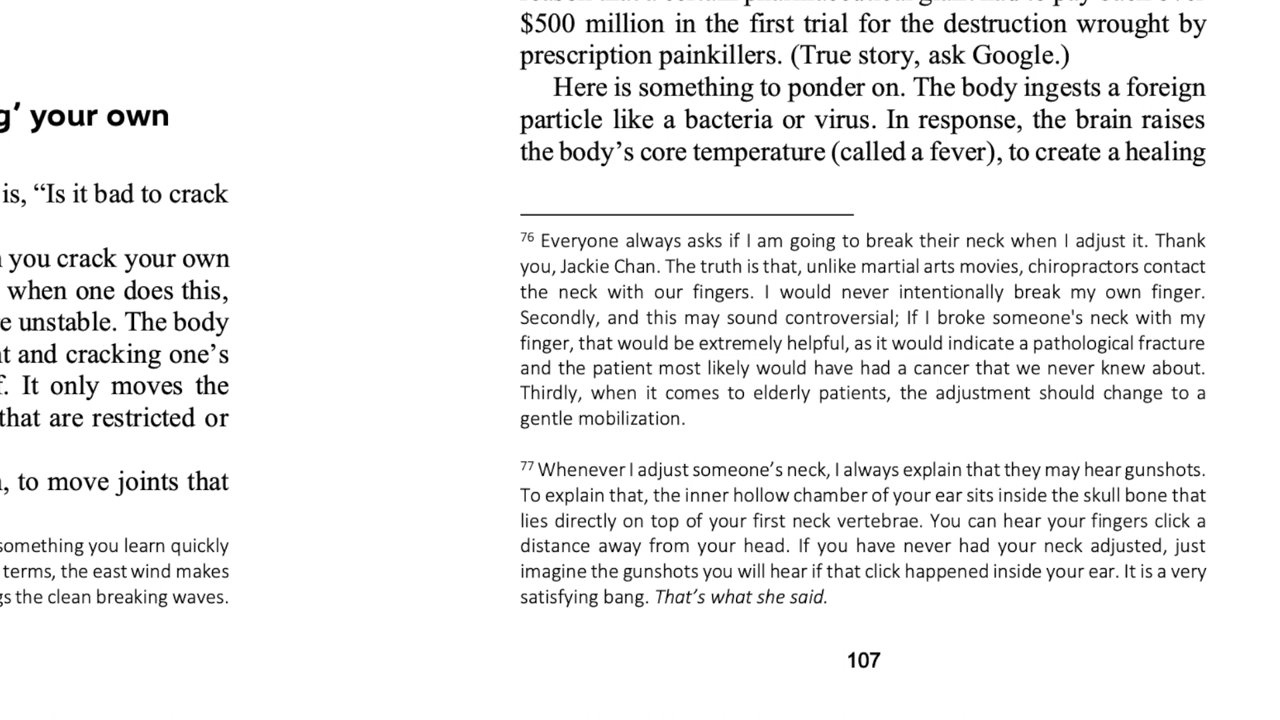 g’ your own
is, “Is it bad to crack
you crack your own
when one does this,
e unstable. The body
t and cracking one’s
f. It only moves the
that are restricted or
, to move joints that
something you learn quickly
terms, the east wind makes
gs the clean breaking waves.
$500 million in the first trial for the destruction wrought by
prescription painkillers. (True story, ask Google.)
Here is something to ponder on. The body ingests a foreign
particle like a bacteria or virus. In response, the brain raises
the body’s core temperature (called a fever), to create a healing
76 Everyone always asks if I am going to break their neck when I adjust it. Thank
you, Jackie Chan. The truth is that, unlike martial arts movies, chiropractors contact
the neck with our fingers. I would never intentionally break my own finger.
Secondly, and this may sound controversial; If I broke someone's neck with my
finger, that would be extremely helpful, as it would indicate a pathological fracture
and the patient most likely would have had a cancer that we never knew about.
Thirdly, when it comes to elderly patients, the adjustment should change to a
gentle mobilization.
77 Whenever I adjust someone’s neck, I always explain that they may hear gunshots.
To explain that, the inner hollow chamber of your ear sits inside the skull bone that
lies directly on top of your first neck vertebrae. You can hear your fingers click a
distance away from your head. If you have never had your neck adjusted, just
imagine the gunshots you will hear if that click happened inside your ear. It is a very
satisfying bang. That’s what she said.
107